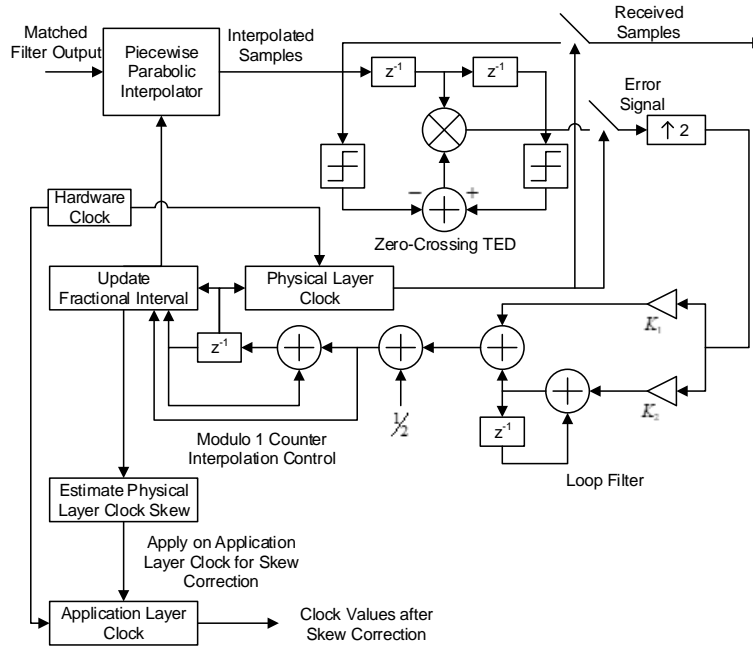 Matched
Filter Output
Piecewise
Parabolic
Interpolator
Interpolated
Samples
Received
Samples
z-1
z-1
Error
Signal
↑ 2
− +
Zero-Crossing TED
Hardware
Clock
Update
Fractional Interval
Physical Layer
Clock
z-1
K1
K2
1/2
z-1
Modulo 1 Counter
Interpolation Control
Loop Filter
Estimate Physical
Layer Clock Skew
Apply on Application
Layer Clock for Skew
Correction
Application Layer
Clock
Clock Values after
Skew Correction